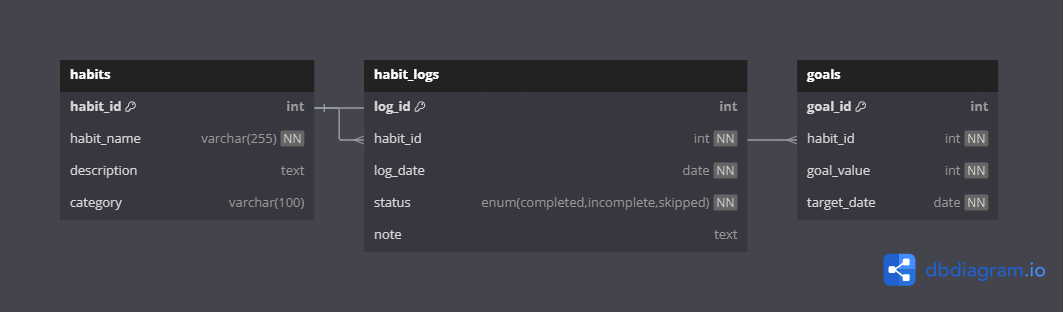 habits
habit_id int
habit_name varchar(255) NN
description text
category varchar(100)
habit_logs
log_id int
habit_id int NN
log_date date NN
status enum(completed,incomplete,skipped) NN
note text
goals
goal_id int
habit_id int NN
goal_value int NN
target_date date NN
dbdiagram.io